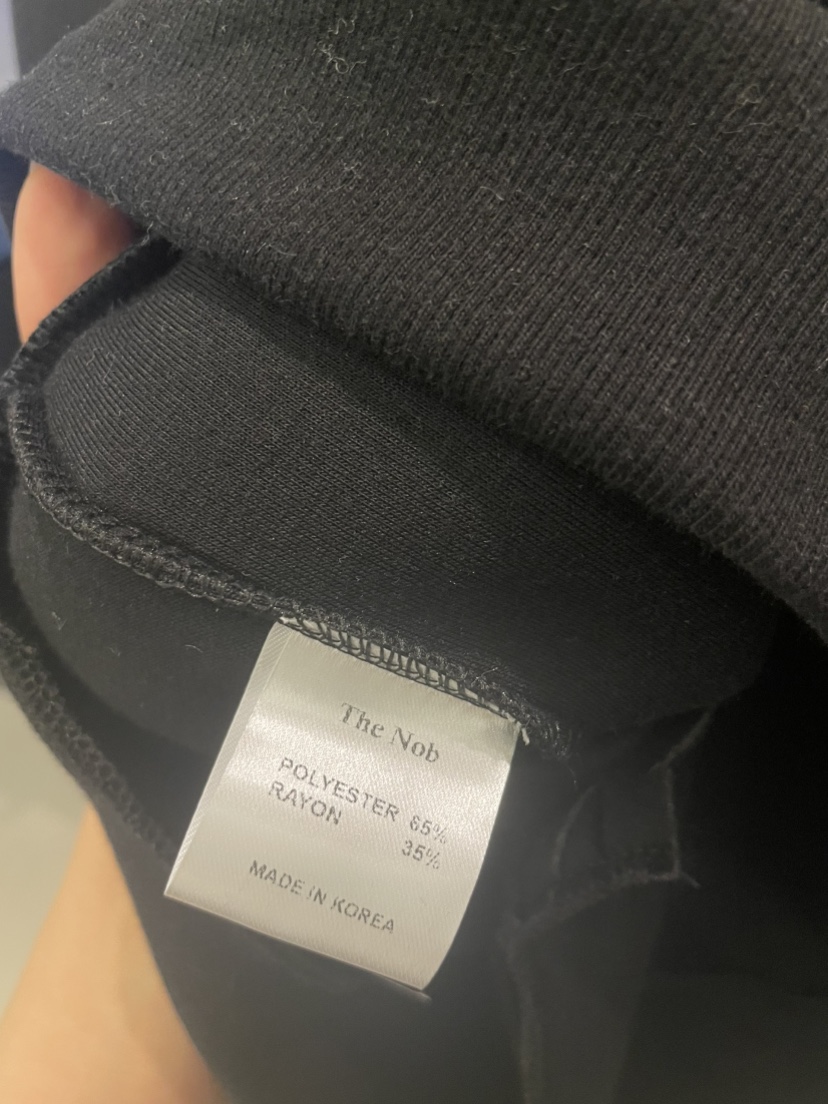 The Nob
POLYESTER 65%
RAYON 35%
MADE IN KOREA